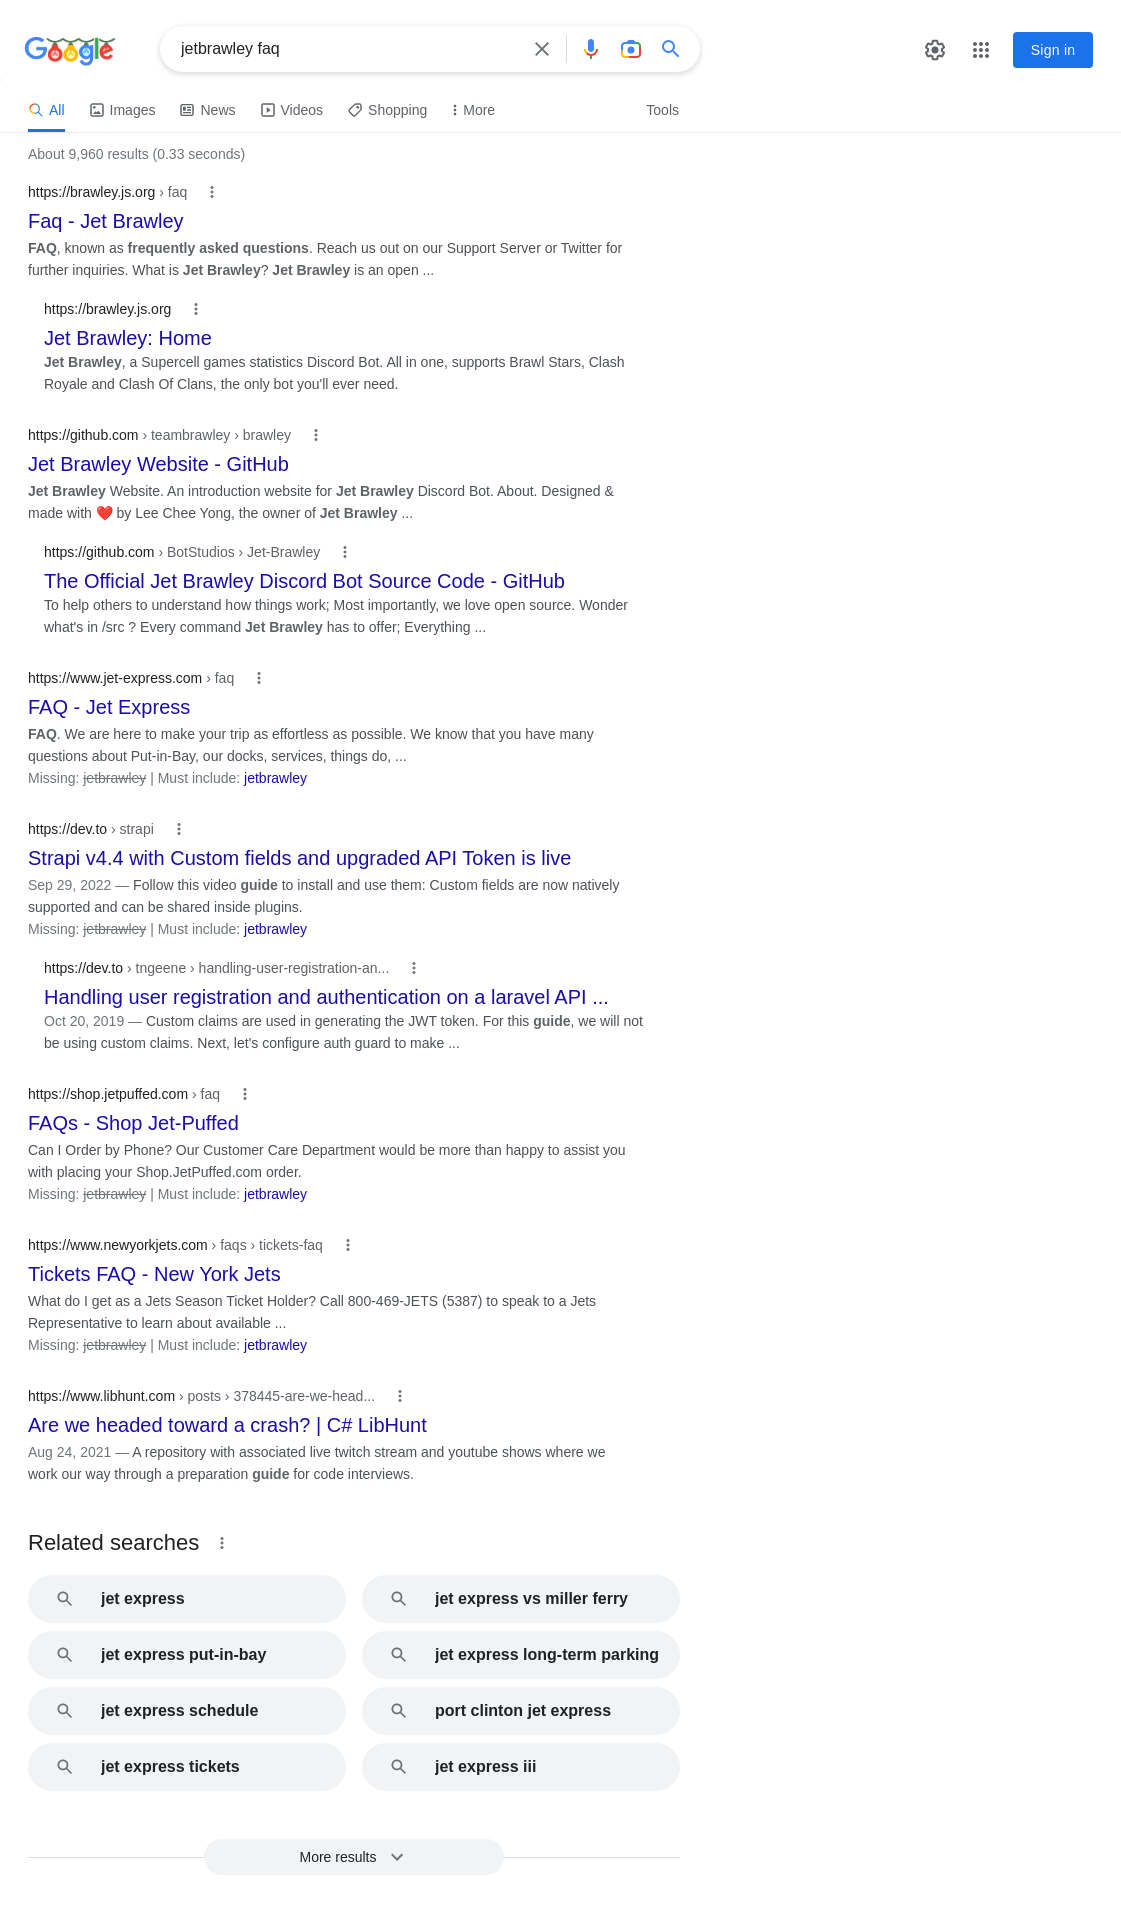 Google
jetbrawley faq
Sign in
All Images News Videos Shopping More Tools
About 9,960 results (0.33 seconds)
https://brawley.js.org › faq
Faq - Jet Brawley
FAQ, known as frequently asked questions. Reach us out on our Support Server or Twitter for
further inquiries. What is Jet Brawley? Jet Brawley is an open ...
https://brawley.js.org
Jet Brawley: Home
Jet Brawley, a Supercell games statistics Discord Bot. All in one, supports Brawl Stars, Clash
Royale and Clash Of Clans, the only bot you'll ever need.
https://github.com › teambrawley › brawley
Jet Brawley Website - GitHub
Jet Brawley Website. An introduction website for Jet Brawley Discord Bot. About. Designed &
made with ❤️ by Lee Chee Yong, the owner of Jet Brawley ...
https://github.com › BotStudios › Jet-Brawley
The Official Jet Brawley Discord Bot Source Code - GitHub
To help others to understand how things work; Most importantly, we love open source. Wonder
what's in /src ? Every command Jet Brawley has to offer; Everything ...
https://www.jet-express.com › faq
FAQ - Jet Express
FAQ. We are here to make your trip as effortless as possible. We know that you have many
questions about Put-in-Bay, our docks, services, things do, ...
Missing: jetbrawley | Must include: jetbrawley
https://dev.to › strapi
Strapi v4.4 with Custom fields and upgraded API Token is live
Sep 29, 2022 — Follow this video guide to install and use them: Custom fields are now natively
supported and can be shared inside plugins.
Missing: jetbrawley | Must include: jetbrawley
https://dev.to › tngeene › handling-user-registration-an...
Handling user registration and authentication on a laravel API ...
Oct 20, 2019 — Custom claims are used in generating the JWT token. For this guide, we will not
be using custom claims. Next, let's configure auth guard to make ...
https://shop.jetpuffed.com › faq
FAQs - Shop Jet-Puffed
Can I Order by Phone? Our Customer Care Department would be more than happy to assist you
with placing your Shop.JetPuffed.com order.
Missing: jetbrawley | Must include: jetbrawley
https://www.newyorkjets.com › faqs › tickets-faq
Tickets FAQ - New York Jets
What do I get as a Jets Season Ticket Holder? Call 800-469-JETS (5387) to speak to a Jets
Representative to learn about available ...
Missing: jetbrawley | Must include: jetbrawley
https://www.libhunt.com › posts › 378445-are-we-head...
Are we headed toward a crash? | C# LibHunt
Aug 24, 2021 — A repository with associated live twitch stream and youtube shows where we
work our way through a preparation guide for code interviews.
Related searches
jet express
jet express vs miller ferry
jet express put-in-bay
jet express long-term parking
jet express schedule
port clinton jet express
jet express tickets
jet express iii
More results